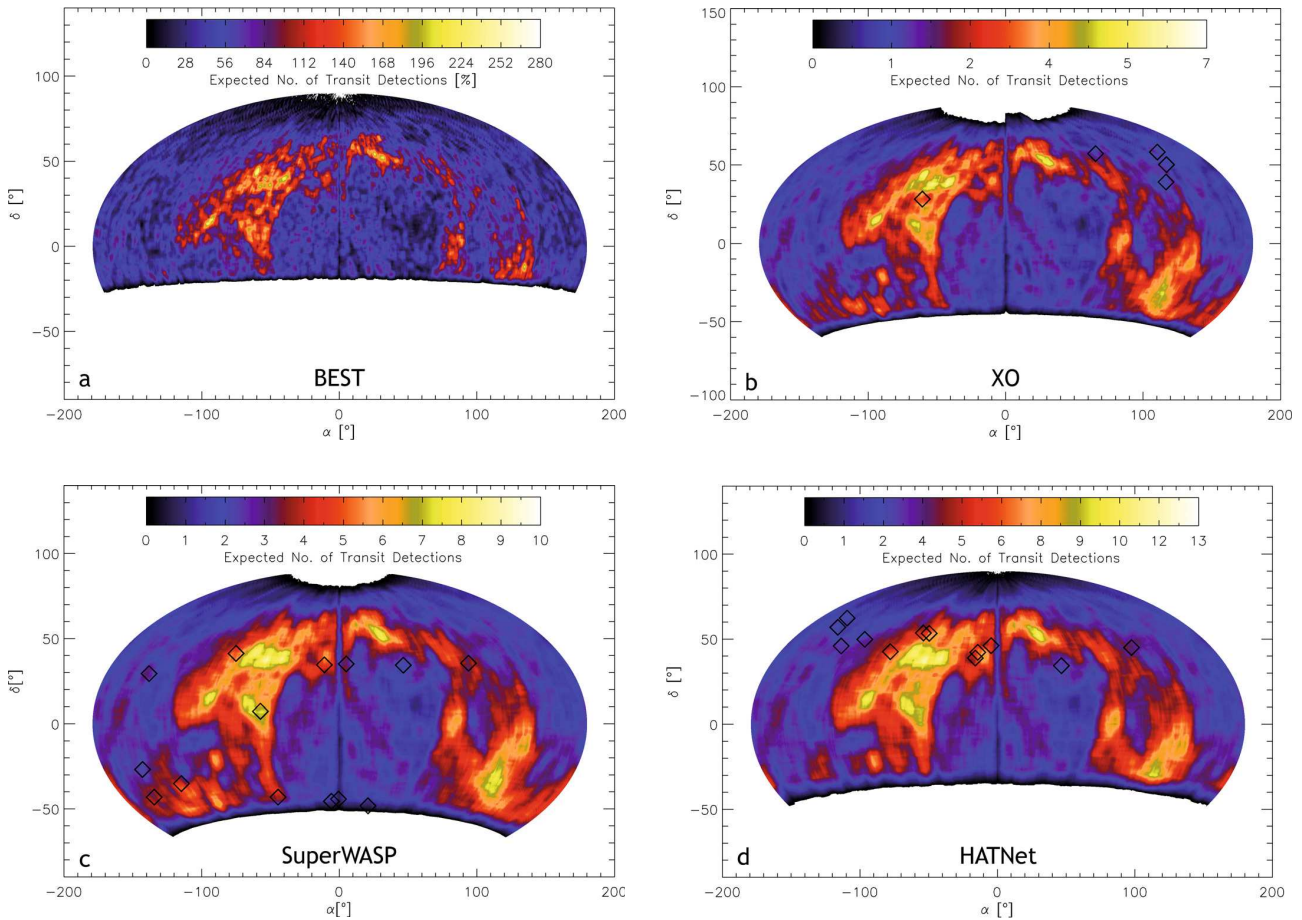 0 28 56 84 112 140 168 196 224 252 280
Expected No. of Transit Detections [%]
100
50
0
−50
δ [°]
a
BEST
−200 −100 0 100 200
α [°]
0 1 2 4 5 7
Expected No. of Transit Detections
150
100
50
0
−50
−100
δ [°]
b
XO
−200 −100 0 100 200
α [°]
0 1 2 3 4 5 6 7 8 9 10
Expected No. of Transit Detections
100
50
0
−50
δ[°]
c
SuperWASP
−200 −100 0 100 200
α[°]
0 1 2 3 5 6 8 9 10 12 13
Expected No. of Transit Detections
100
50
0
−50
δ [°]
d
HATNet
−200 −100 0 100 200
α [°]